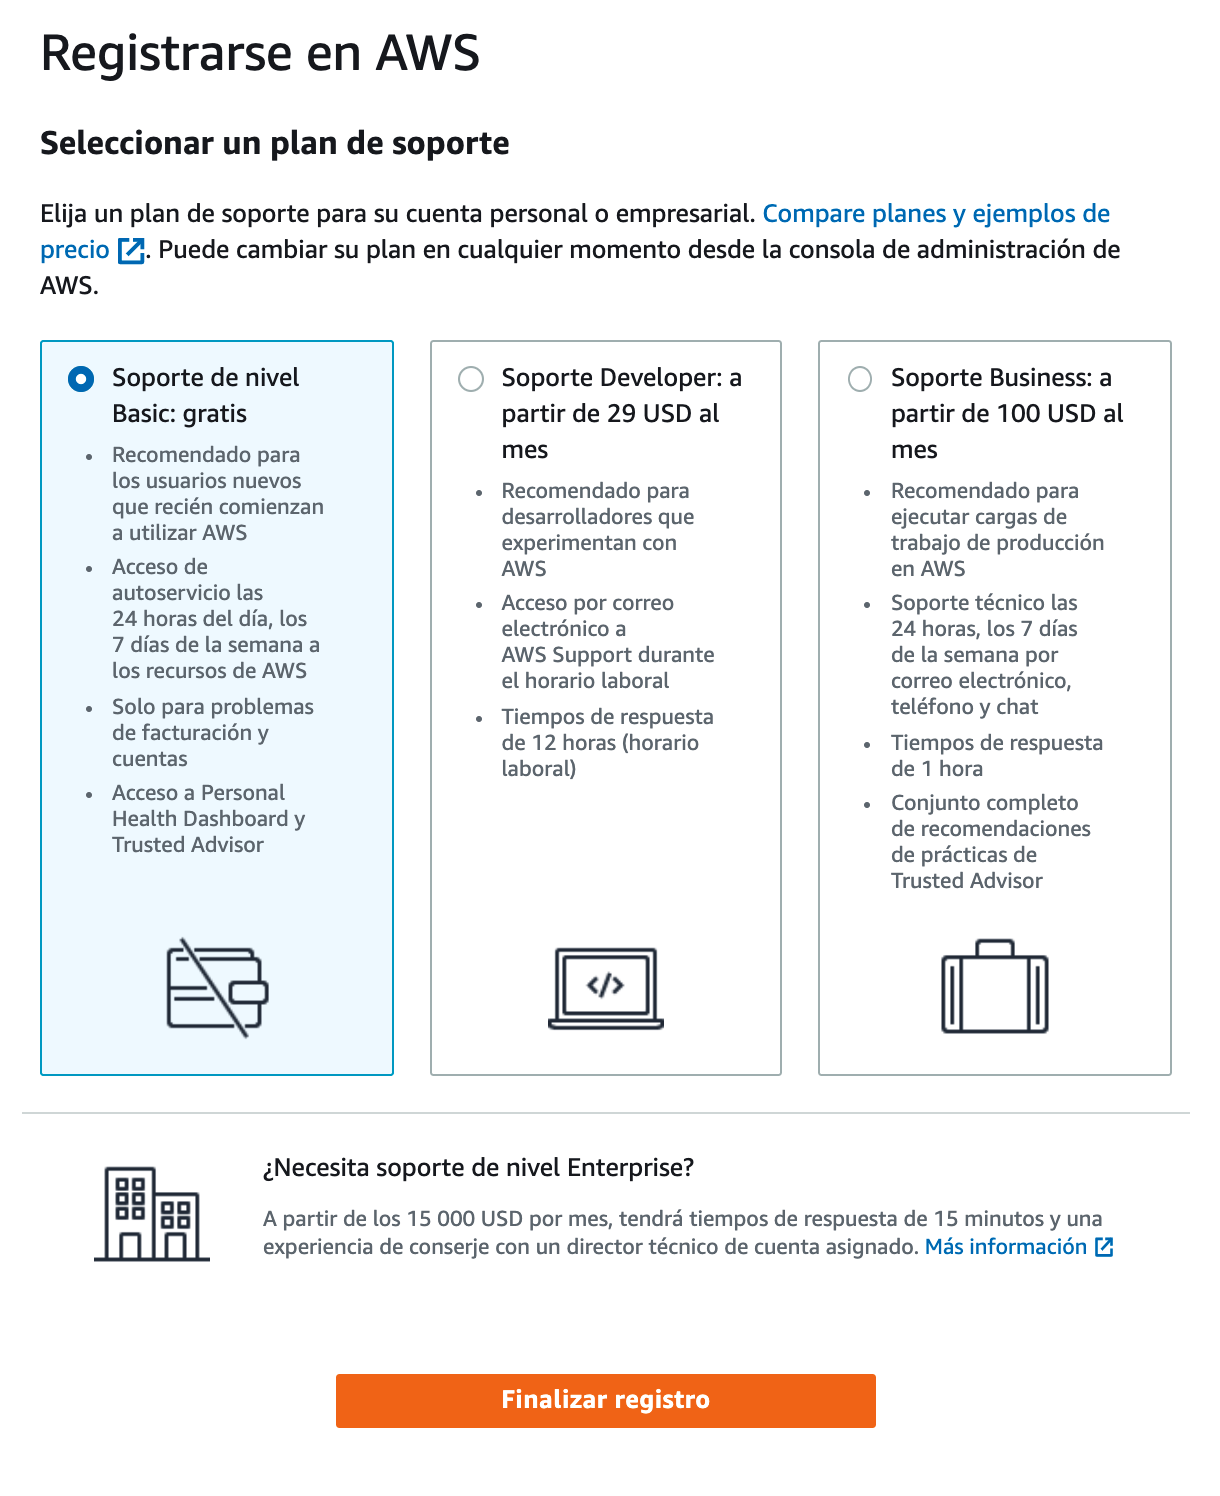 Registrarse en AWS
Seleccionar un plan de soporte
Elija un plan de soporte para su cuenta personal o empresarial. Compare planes y ejemplos de
precio. Puede cambiar su plan en cualquier momento desde la consola de administración de
AWS.
Soporte de nivel
Basic: gratis
• Recomendado para
los usuarios nuevos
que recién comienzan
a utilizar AWS
• Acceso de
autoservicio las
24 horas del día, los
7 días de la semana a
los recursos de AWS
• Solo para problemas
de facturación y
cuentas
• Acceso a Personal
Health Dashboard y
Trusted Advisor
Soporte Developer: a
partir de 29 USD al
mes
• Recomendado para
desarrolladores que
experimentan con
AWS
• Acceso por correo
electrónico a
AWS Support durante
el horario laboral
• Tiempos de respuesta
de 12 horas (horario
laboral)
</>
Soporte Business: a
partir de 100 USD al
mes
• Recomendado para
ejecutar cargas de
trabajo de producción
en AWS
• Soporte técnico las
24 horas, los 7 días
de la semana por
correo electrónico,
teléfono y chat
• Tiempos de respuesta
de 1 hora
• Conjunto completo
de recomendaciones
de prácticas de
Trusted Advisor
¿Necesita soporte de nivel Enterprise?
A partir de los 15 000 USD por mes, tendrá tiempos de respuesta de 15 minutos y una
experiencia de conserje con un director técnico de cuenta asignado. Más información
Finalizar registro